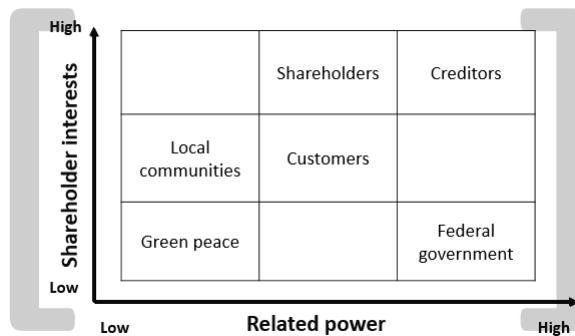 High
Shareholder interests
Shareholders
Creditors
Local
communities
Customers
Green peace
Federal
government
Low
Low
Related power
High